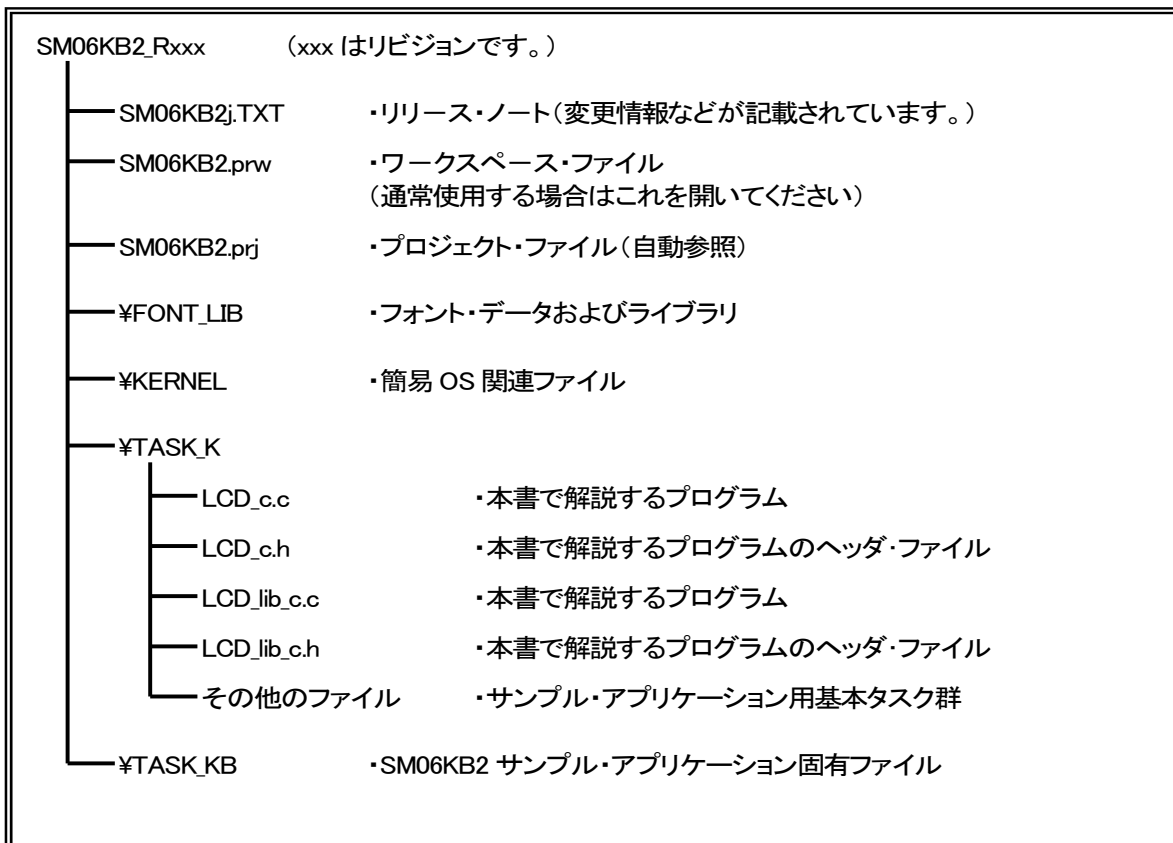 SM06KB2_Rxxx （xxx はリビジョンです。）
SM06KB2j.TXT ・リリース・ノート（変更情報などが記載されています。）
SM06KB2.prw ・ワークスペース・ファイル
（通常使用する場合はこれを開いてください）
SM06KB2.prj ・プロジェクト・ファイル（自動参照）
¥FONT_LIB ・フォント・データおよびライブラリ
¥KERNEL ・簡易 OS 関連ファイル
¥TASK_K
LCD_c.c ・本書で解説するプログラム
LCD_c.h ・本書で解説するプログラムのヘッダ・ファイル
LCD_lib_c.c ・本書で解説するプログラム
LCD_lib_c.h ・本書で解説するプログラムのヘッダ・ファイル
その他のファイル ・サンプル・アプリケーション用基本タスク群
¥TASK_KB ・SM06KB2 サンプル・アプリケーション固有ファイル